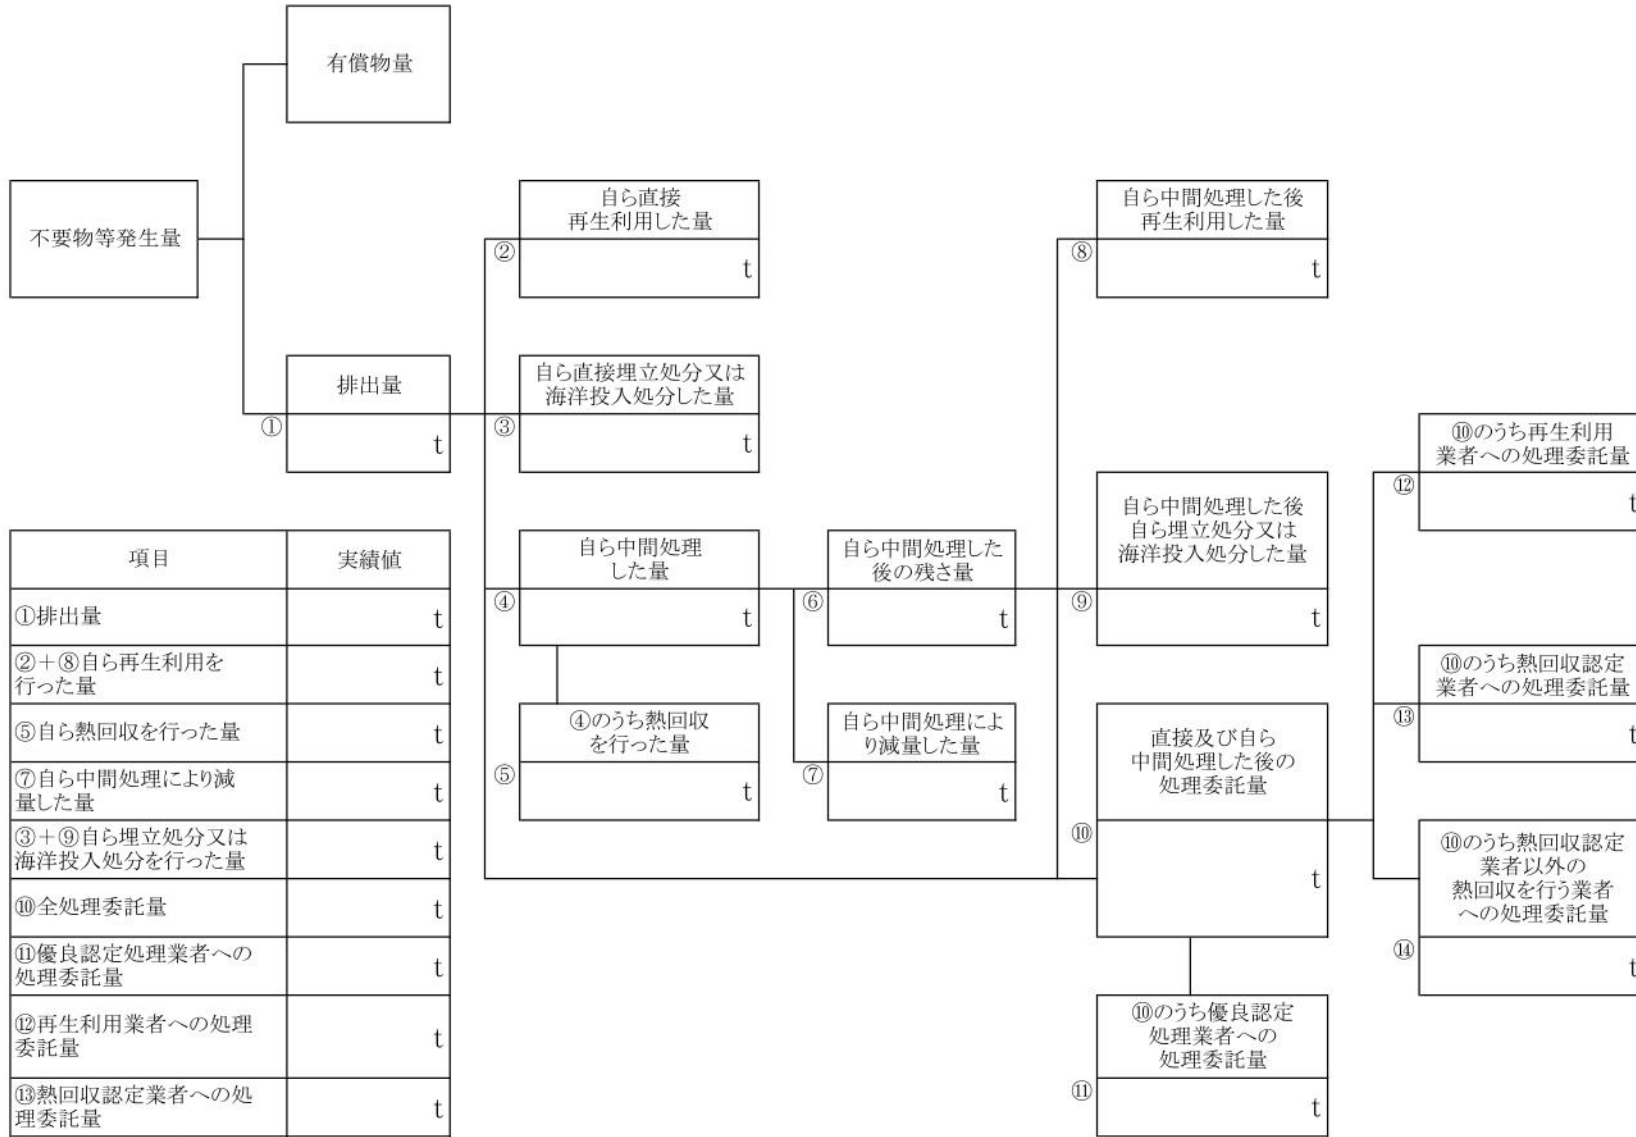 有償物量
不要物等発生量
自ら直接
再生利用した量
②
t
自ら中間処理した後
再生利用した量
⑧
t
排出量
①
t
自ら直接埋立処分又は
海洋投入処分した量
③
t
⑩のうち再生利用
業者への処理委託量
⑫
t
自ら中間処理
した量
④
t
自ら中間処理した
後の残さ量
⑥
t
自ら中間処理した後
自ら埋立処分又は
海洋投入処分した量
⑨
t
⑩のうち熱回収認定
業者への処理委託量
⑬
t
④のうち熱回収
を行った量
⑤
t
自ら中間処理によ
り減量した量
⑦
t
直接及び自ら
中間処理した後の
処理委託量
⑩
t
⑩のうち熱回収認定
業者以外の
熱回収を行う業者
への処理委託量
⑭
t
⑩のうち優良認定
処理業者への
処理委託量
⑪
t
項目 実績値
①排出量 t
②+⑧自ら再生利用を
行った量 t
⑤自ら熱回収を行った量 t
⑦自ら中間処理により減
量した量 t
③+⑨自ら埋立処分又は
海洋投入処分を行った量 t
⑩全処理委託量 t
⑪優良認定処理業者への
処理委託量 t
⑫再生利用業者への処理
委託量 t
⑬熱回収認定業者への処
理委託量 t